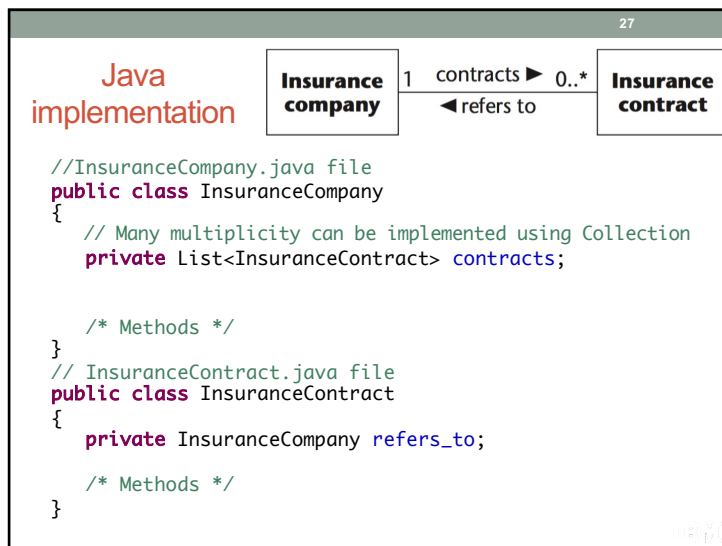 27
Java
implementation
Insurance
company
1 contracts ► 0..*
◄ refers to
Insurance
contract
//InsuranceCompany.java file
public class InsuranceCompany
{
// Many multiplicity can be implemented using Collection
private List<InsuranceContract> contracts;
/* Methods */
}
// InsuranceContract.java file
public class InsuranceContract
{
private InsuranceCompany refers_to;
/* Methods */
}